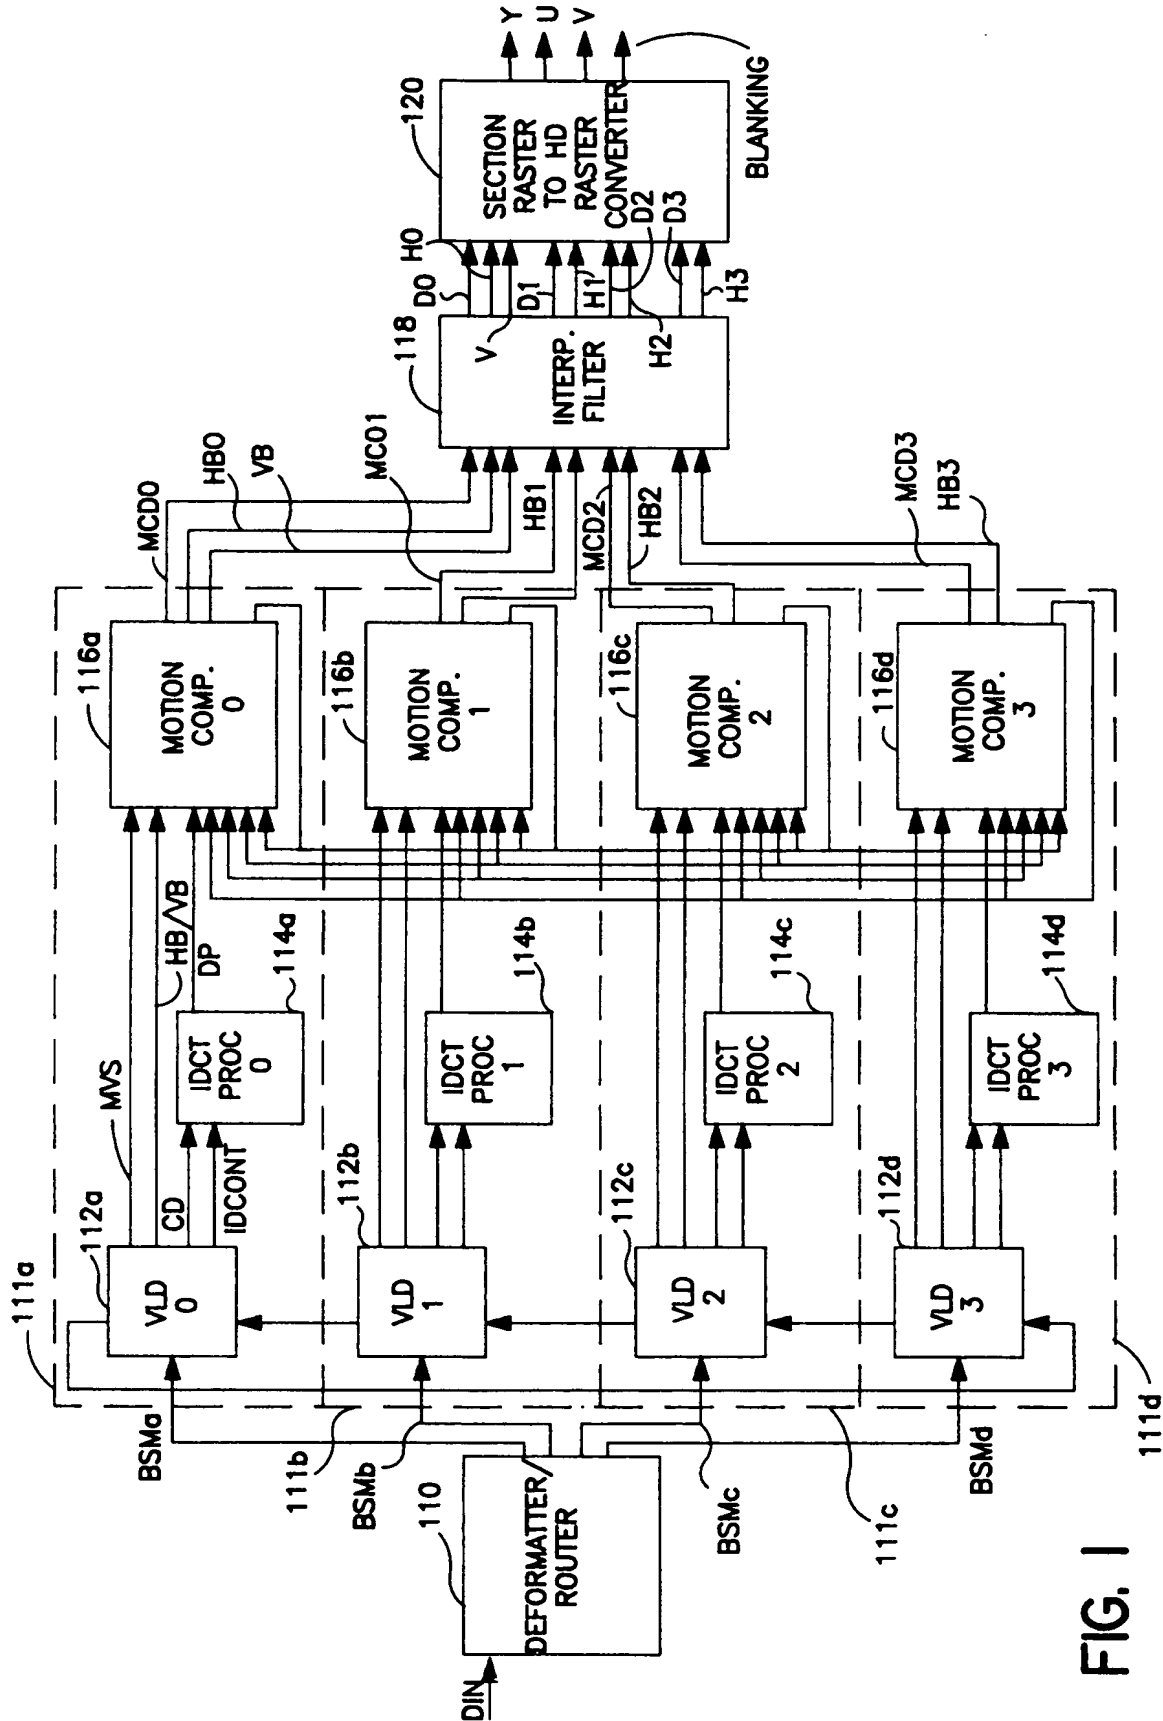 DIN
110
DEFORMATTER
ROUTER
BSMa
BSMb
BSMc
BSMd
111a
111b
111c
111d
112a
VLD
0
MVS
HB/VB
CD
IDCONT
DP
114a
IDCT
PROC
0
116a
MOTION
COMP.
0
MCD0
HB0
VB
112b
VLD
1
114b
IDCT
PROC
1
116b
MOTION
COMP.
1
MC01
HB1
112c
VLD
2
114c
IDCT
PROC
2
116c
MOTION
COMP.
2
MCD2
HB2
112d
VLD
3
114d
IDCT
PROC
3
116d
MOTION
COMP.
3
MCD3
HB3
118
INTERP.
FILTER
D0
H0
V
D1
H1
D2
H2
D3
H3
120
SECTION
RASTER
TO HD
RASTER
CONVERTER
Y
U
V
BLANKING
FIG. 1